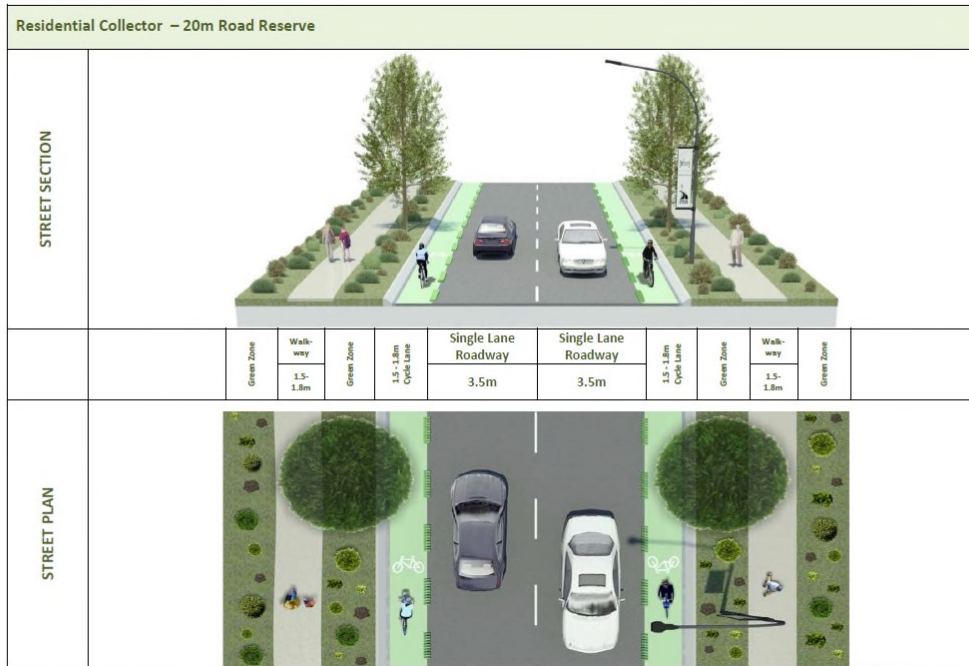 Residential Collector – 20m Road Reserve
STREET SECTION
Green Zone
Walk-
way
1.5-
1.8m
Green Zone
1.5 - 1.8m
Cycle Lane
Single Lane
Roadway
3.5m
Single Lane
Roadway
3.5m
1.5 - 1.8m
Cycle Lane
Green Zone
Walk-
way
1.5-
1.8m
Green Zone
STREET PLAN